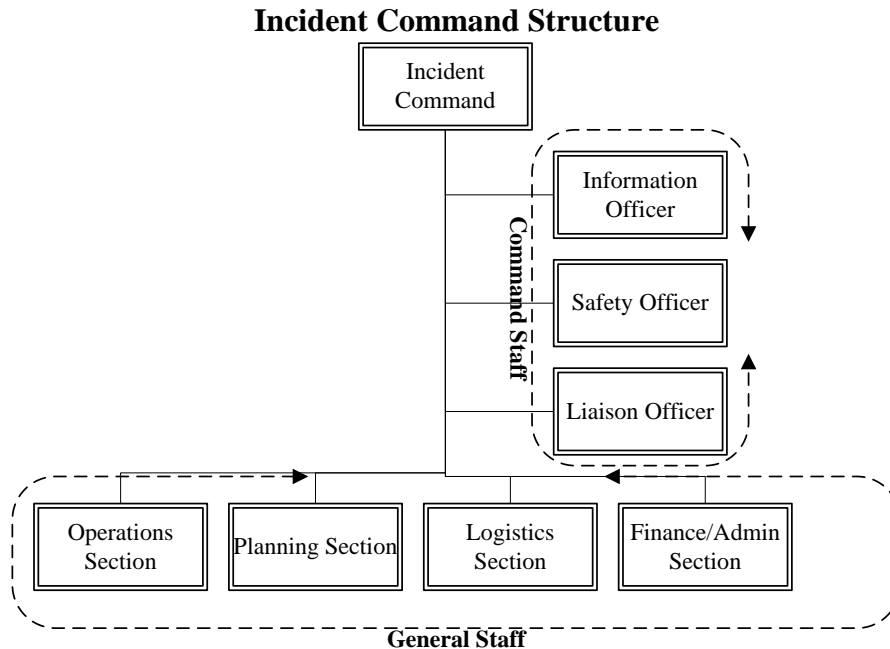 Incident Command Structure
Incident
Command
Information
Officer
Command Staff
Safety Officer
Liaison Officer
Operations
Section
Planning Section
Logistics
Section
Finance/Admin
Section
General Staff